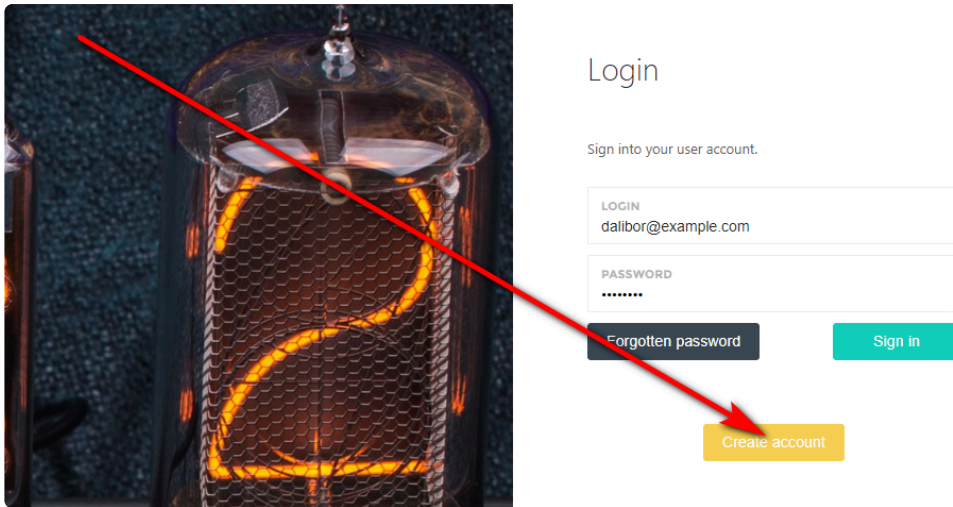 Login
Sign into your user account.
LOGIN
dalibor@example.com
PASSWORD
••••••••
Forgotten password
Sign in
Create account